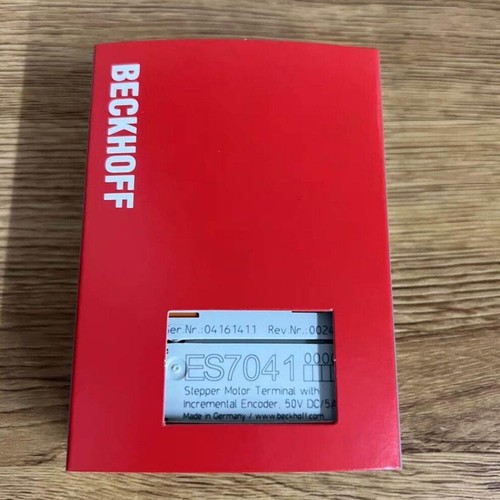 BECKHOFF
Ser.Nr.:04161411 Rev.Nr.:0024
ES7041
Stepper Motor Terminal with
Incremental Encoder, 50V DC/5A
Made in Germany / www.beckhoff.com